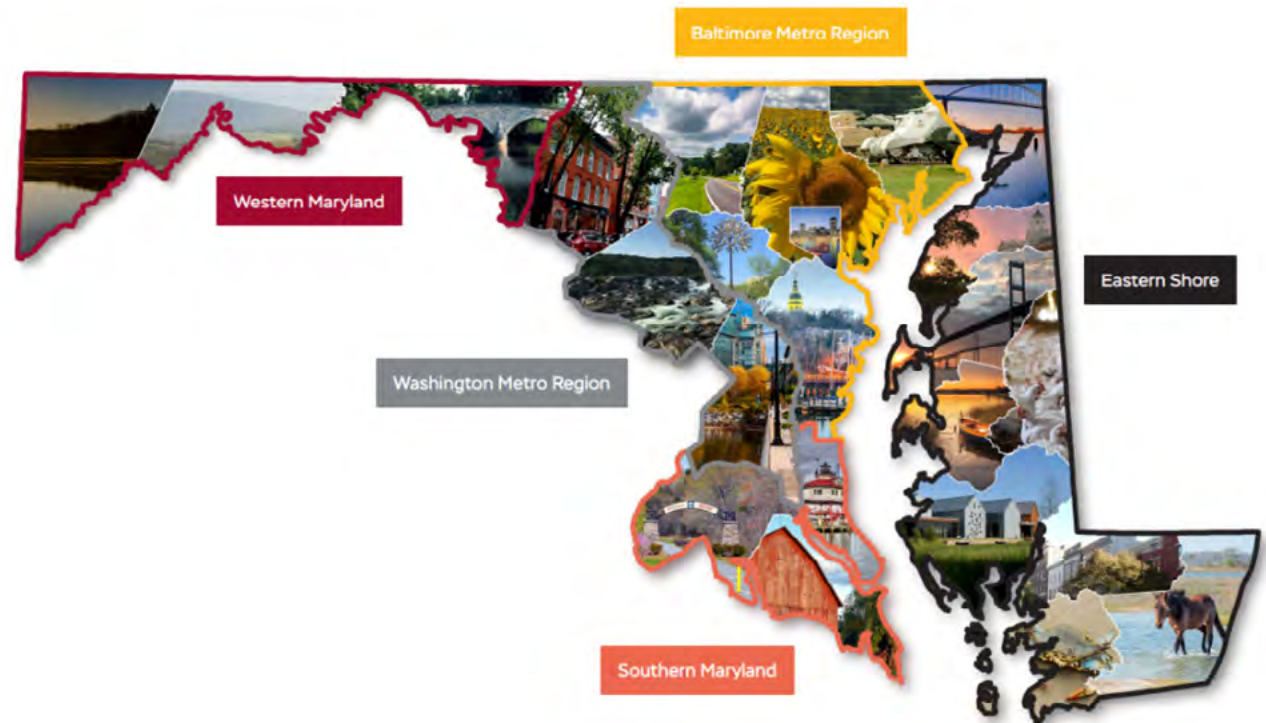 Baltimore Metro Region
Western Maryland
Eastern Shore
Washington Metro Region
Southern Maryland